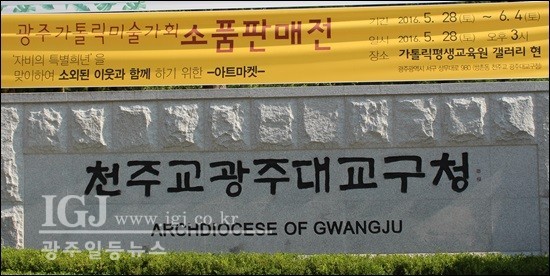 광주가톨릭미술가회 소품판매전
'자비의 특별희년'을
맞이하여 소외된 이웃과 함께 하기 위한 -아트마켓-
기간 2016. 5. 28(토) ~ 6. 4(토)
일시 2016. 5. 28(토) 오후 3시
장소 가톨릭평생교육원 갤러리 현
천주교광주대교구청
ARCHDIOCESE OF GWANGJU
IGJ www.igj.co.kr
광주일등뉴스